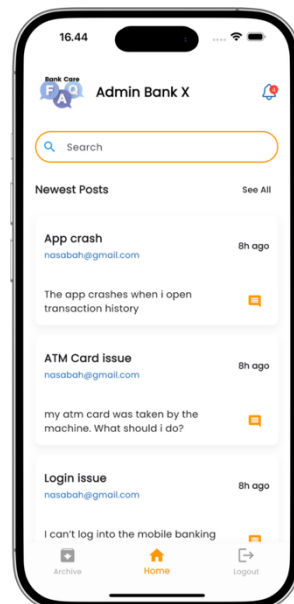 16.44
Bank Care
FAQ
Admin Bank X
4
Search
Newest Posts
See All
App crash
8h ago
nasabah@gmail.com
The app crashes when i open
transaction history
ATM Card issue
8h ago
nasabah@gmail.com
my atm card was taken by the
machine. What should i do?
Login issue
8h ago
nasabah@gmail.com
I can't log into the mobile banking
Archive
Home
Logout